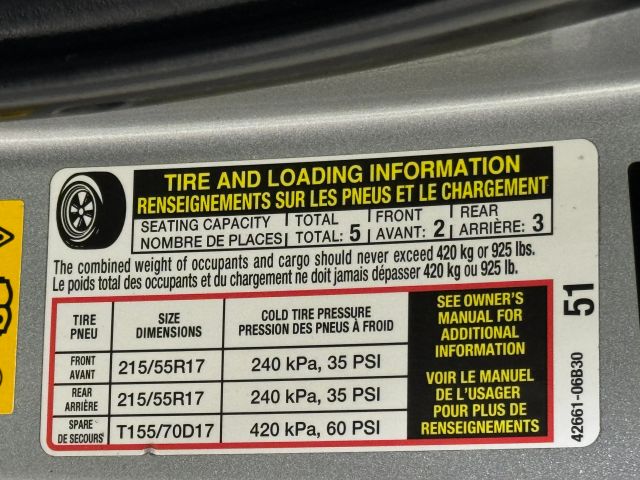 TIRE AND LOADING INFORMATION
RENSEIGNEMENTS SUR LES PNEUS ET LE CHARGEMENT
SEATING CAPACITY TOTAL FRONT REAR
NOMBRE DE PLACES TOTAL: 5 AVANT: 2 ARRIÈRE: 3
The combined weight of occupants and cargo should never exceed 420 kg or 925 lbs.
Le poids total des occupants et du chargement ne doit jamais dépasser 420 kg ou 925 lb.
TIRE SIZE COLD TIRE PRESSURE
PNEU DIMENSIONS PRESSION DES PNEUS À FROID
FRONT
AVANT 215/55R17 240 kPa, 35 PSI
REAR
ARRIÈRE 215/55R17 240 kPa, 35 PSI
SPARE
DE SECOURS T155/70D17 420 kPa, 60 PSI
SEE OWNER'S
MANUAL FOR
ADDITIONAL
INFORMATION
VOIR LE MANUEL
DE L'USAGER
POUR PLUS DE
RENSEIGNEMENTS
51
42661-06B30